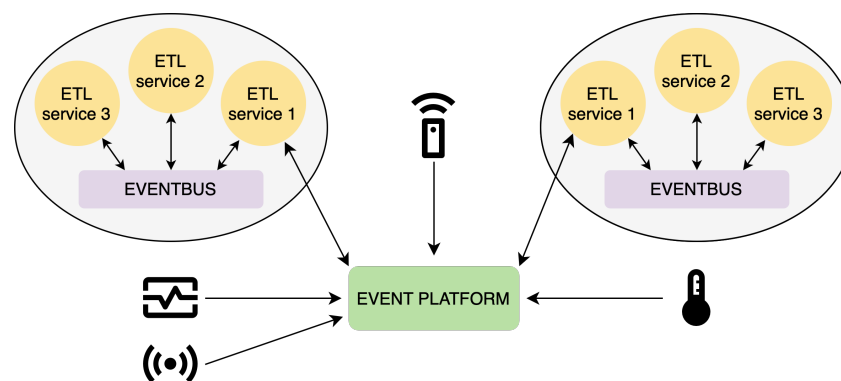 ETL
service 3
ETL
service 2
ETL
service 1
EVENTBUS
ETL
service 1
ETL
service 2
ETL
service 3
EVENTBUS
EVENT PLATFORM